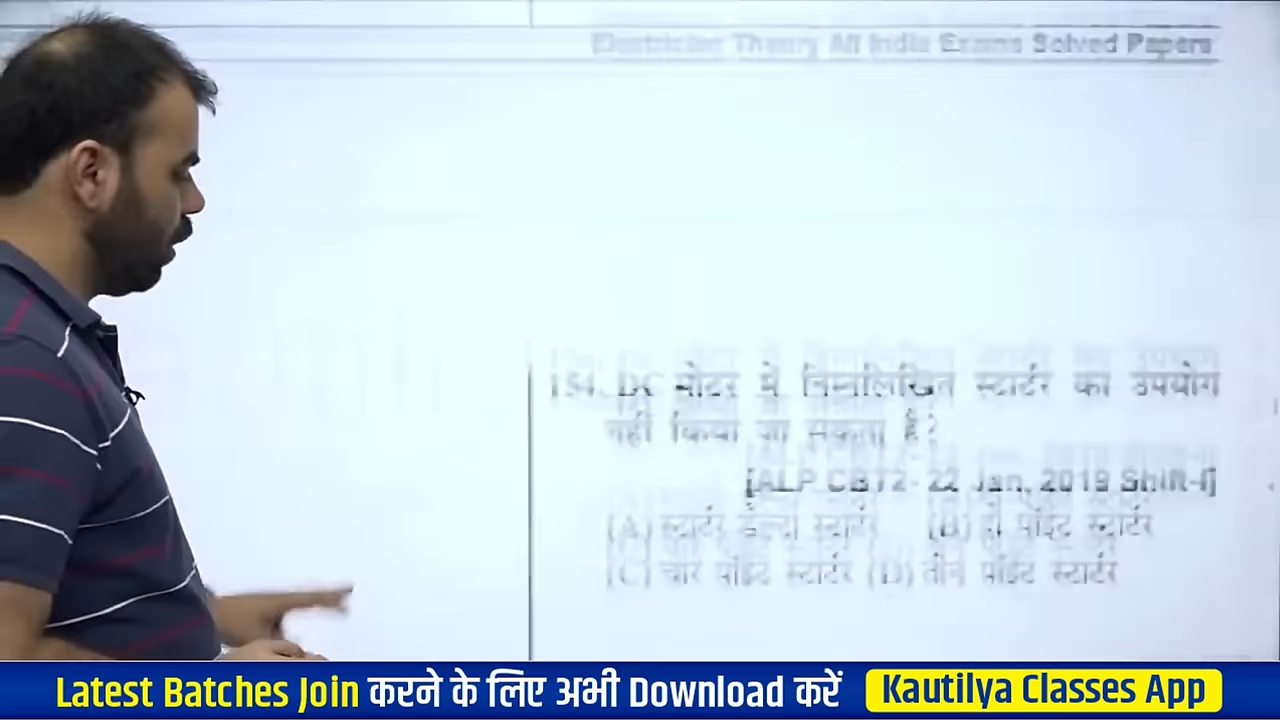 Electrician Theory All India Exams Solved Papers
154. DC मोटर में निम्नलिखित स्टार्टर का उपयोग
नहीं किया जा सकता है?
[ALP CBT2- 22 Jan, 2019 Shift-I]
(A) स्टार्टर डेल्टा स्टार्टर (B) दो पॉइंट स्टार्टर
(C) चार पॉइंट स्टार्टर (D) तीन पॉइंट स्टार्टर
Latest Batches Join करने के लिए अभी Download करें Kautilya Classes App